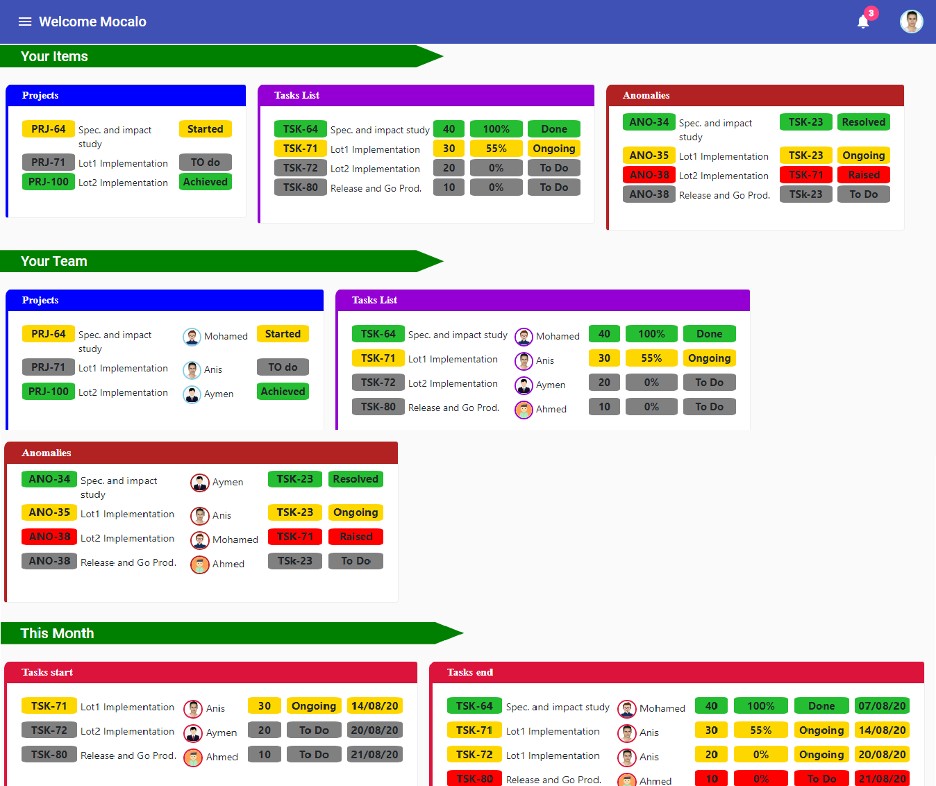 Welcome Mocalo
3
Your Items
Projects
PRJ-64 Spec. and impact study Started
PRJ-71 Lot1 Implementation TO do
PRJ-100 Lot2 Implementation Achieved
Tasks List
TSK-64 Spec. and impact study 40 100% Done
TSK-71 Lot1 Implementation 30 55% Ongoing
TSK-72 Lot2 Implementation 20 0% To Do
TSK-80 Release and Go Prod. 10 0% To Do
Anomalies
ANO-34 Spec. and impact study TSK-23 Resolved
ANO-35 Lot1 Implementation TSK-23 Ongoing
ANO-38 Lot2 Implementation TSK-71 Raised
ANO-38 Release and Go Prod. TSk-23 To Do
Your Team
Projects
PRJ-64 Spec. and impact study Mohamed Started
PRJ-71 Lot1 Implementation Anis TO do
PRJ-100 Lot2 Implementation Aymen Achieved
Tasks List
TSK-64 Spec. and impact study Mohamed 40 100% Done
TSK-71 Lot1 Implementation Anis 30 55% Ongoing
TSK-72 Lot2 Implementation Aymen 20 0% To Do
TSK-80 Release and Go Prod. Ahmed 10 0% To Do
Anomalies
ANO-34 Spec. and impact study Aymen TSK-23 Resolved
ANO-35 Lot1 Implementation Anis TSK-23 Ongoing
ANO-38 Lot2 Implementation Mohamed TSK-71 Raised
ANO-38 Release and Go Prod. Ahmed TSk-23 To Do
This Month
Tasks start
TSK-71 Lot1 Implementation Anis 30 Ongoing 14/08/20
TSK-72 Lot2 Implementation Aymen 20 To Do 20/08/20
TSK-80 Release and Go Prod. Ahmed 10 To Do 21/08/20
Tasks end
TSK-64 Spec. and impact study Mohamed 40 100% Done 07/08/20
TSK-71 Lot1 Implementation Anis 30 55% Ongoing 14/08/20
TSK-72 Lot1 Implementation Anis 20 0% Ongoing 20/08/20
TSK-80 Release and Go Prod. Ahmed 10 0% To Do 21/08/20